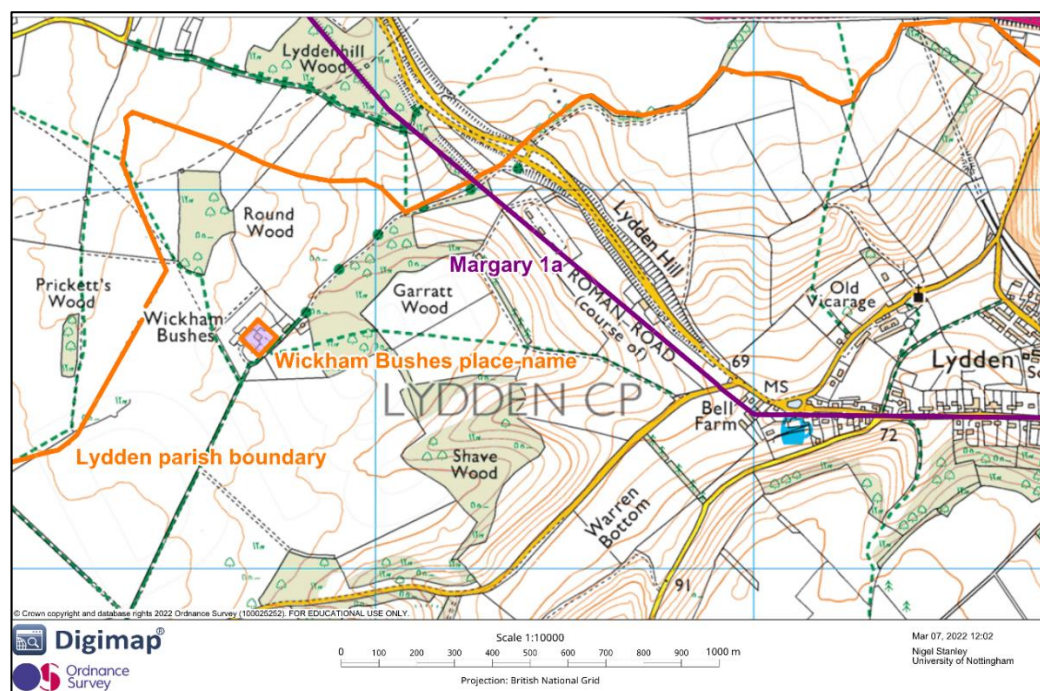 Lyddenhill
Wood
Round
Wood
Lydden Hill
Margary 1a
Prickett's
Wood
Garratt
Wood
ROMAN ROAD
(course of)
Old
Vicarage
Wickham
Bushes
Wickham Bushes place-name
69
MS
Lydden
LYDDEN CP
Bell
Farm
72
Lydden parish boundary
Shave
Wood
Warren
Bottom
91
© Crown copyright and database rights 2022 Ordnance Survey (100025252). FOR EDUCATIONAL USE ONLY.
Digimap®
Ordnance
Survey
Scale 1:10000
0 100 200 300 400 500 600 700 800 900 1000 m
Projection: British National Grid
Mar 07, 2022 12:02
Nigel Stanley
University of Nottingham